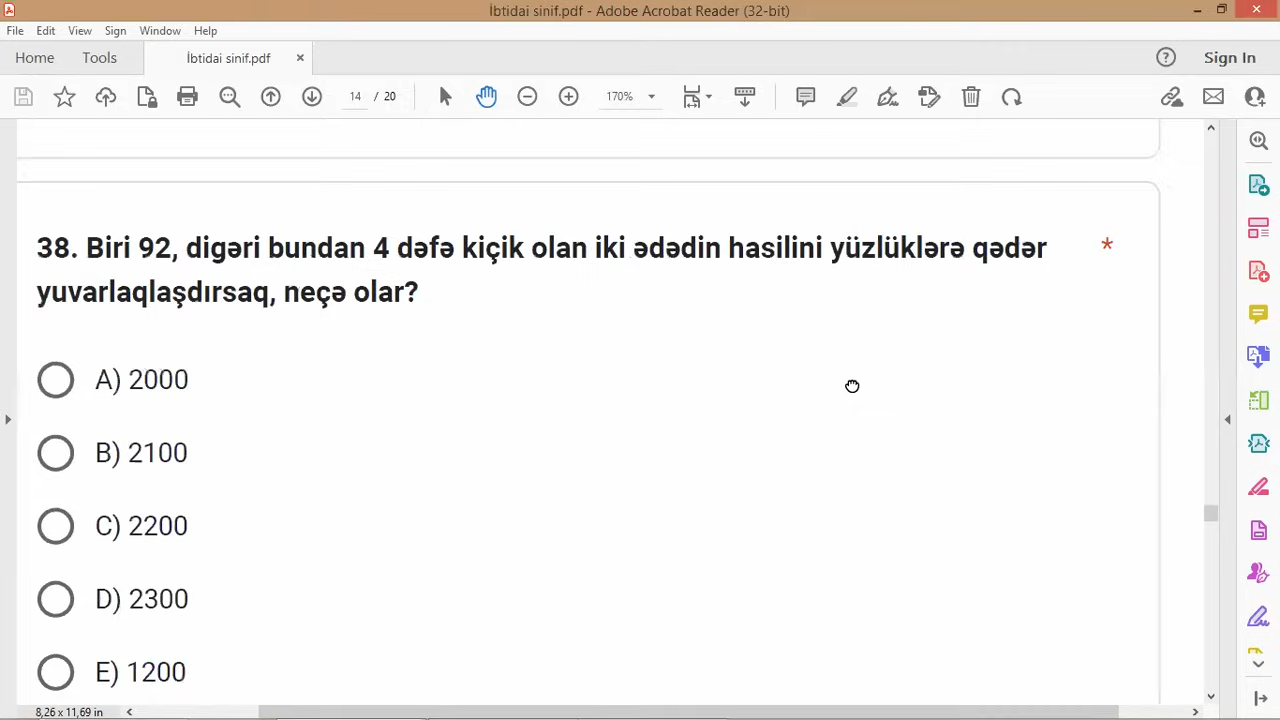 İbtidai sinif.pdf - Adobe Acrobat Reader (32-bit)
File Edit View Sign Window Help
Home Tools İbtidai sinif.pdf × Sign In
14 / 20 170%
38. Biri 92, digəri bundan 4 dəfə kiçik olan iki ədədin hasilini yüzlüklərə qədər *
yuvarlaqlaşdırsaq, neçə olar?
A) 2000
B) 2100
C) 2200
D) 2300
E) 1200
8,26 x 11,69 in